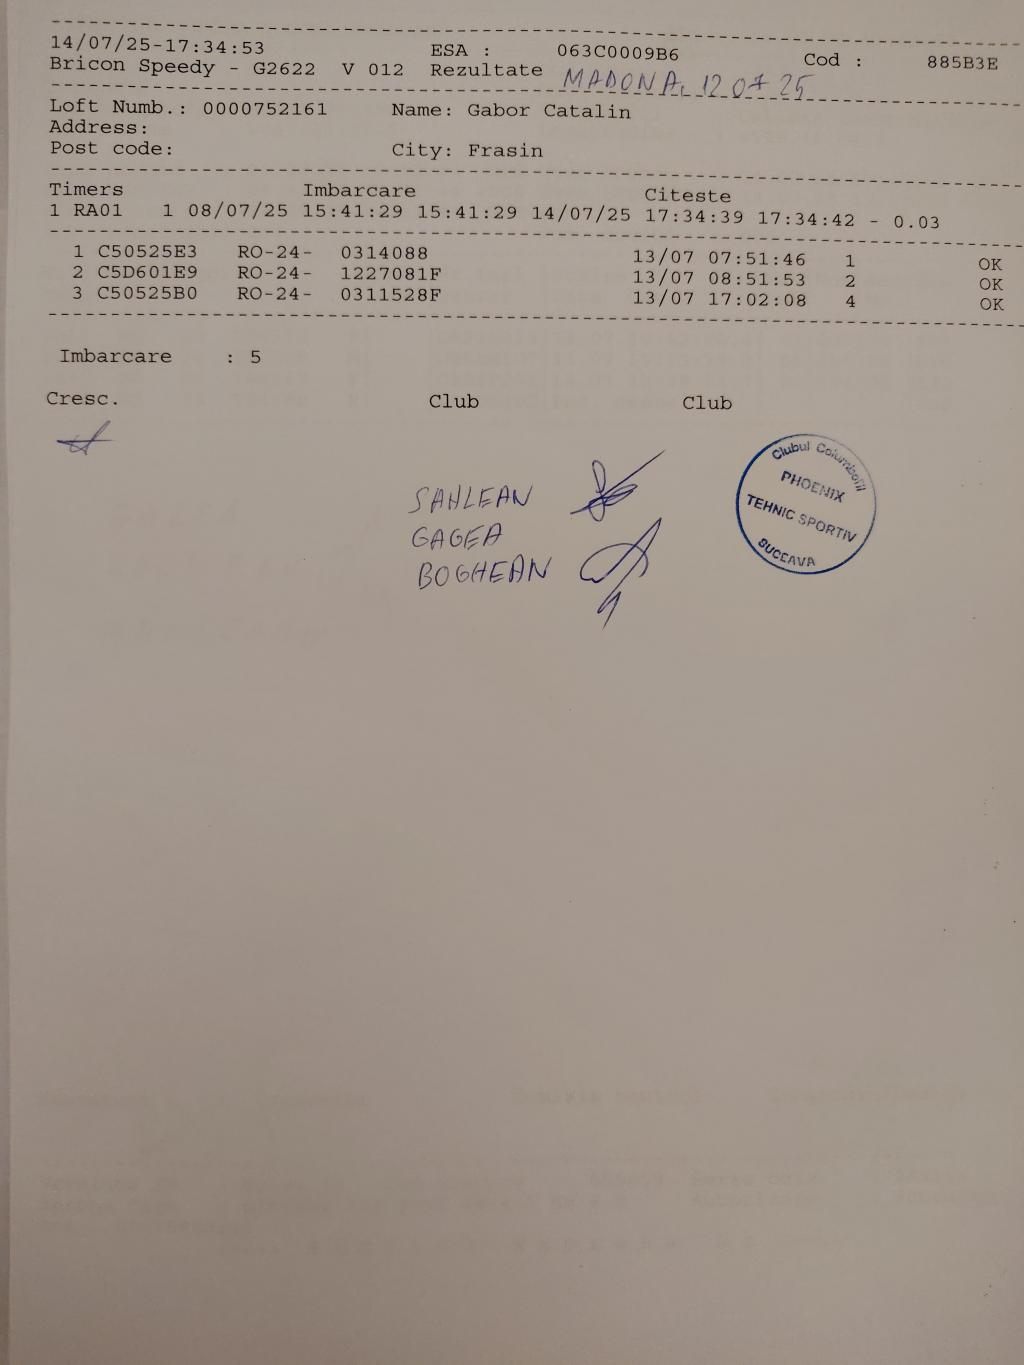 14/07/25-17:34:53 ESA : 063C0009B6 Cod : 885B3E
Bricon Speedy - G2622 V 012 Rezultate MADONA, 12 07 25
Loft Numb.: 0000752161 Name: Gabor Catalin
Address:
Post code: City: Frasin
Timers Imbarcare Citeste
1 RA01 1 08/07/25 15:41:29 15:41:29 14/07/25 17:34:39 17:34:42 - 0.03
1 C50525E3 RO-24- 0314088 13/07 07:51:46 1 OK
2 C5D601E9 RO-24- 1227081F 13/07 08:51:53 2 OK
3 C50525B0 RO-24- 0311528F 13/07 17:02:08 4 OK
Imbarcare : 5
Cresc. Club Club
SAHLEAN
GAGEA
BOGHEAN
Clubul Columbofil
PHOENIX
TEHNIC SPORTIV
SUCEAVA